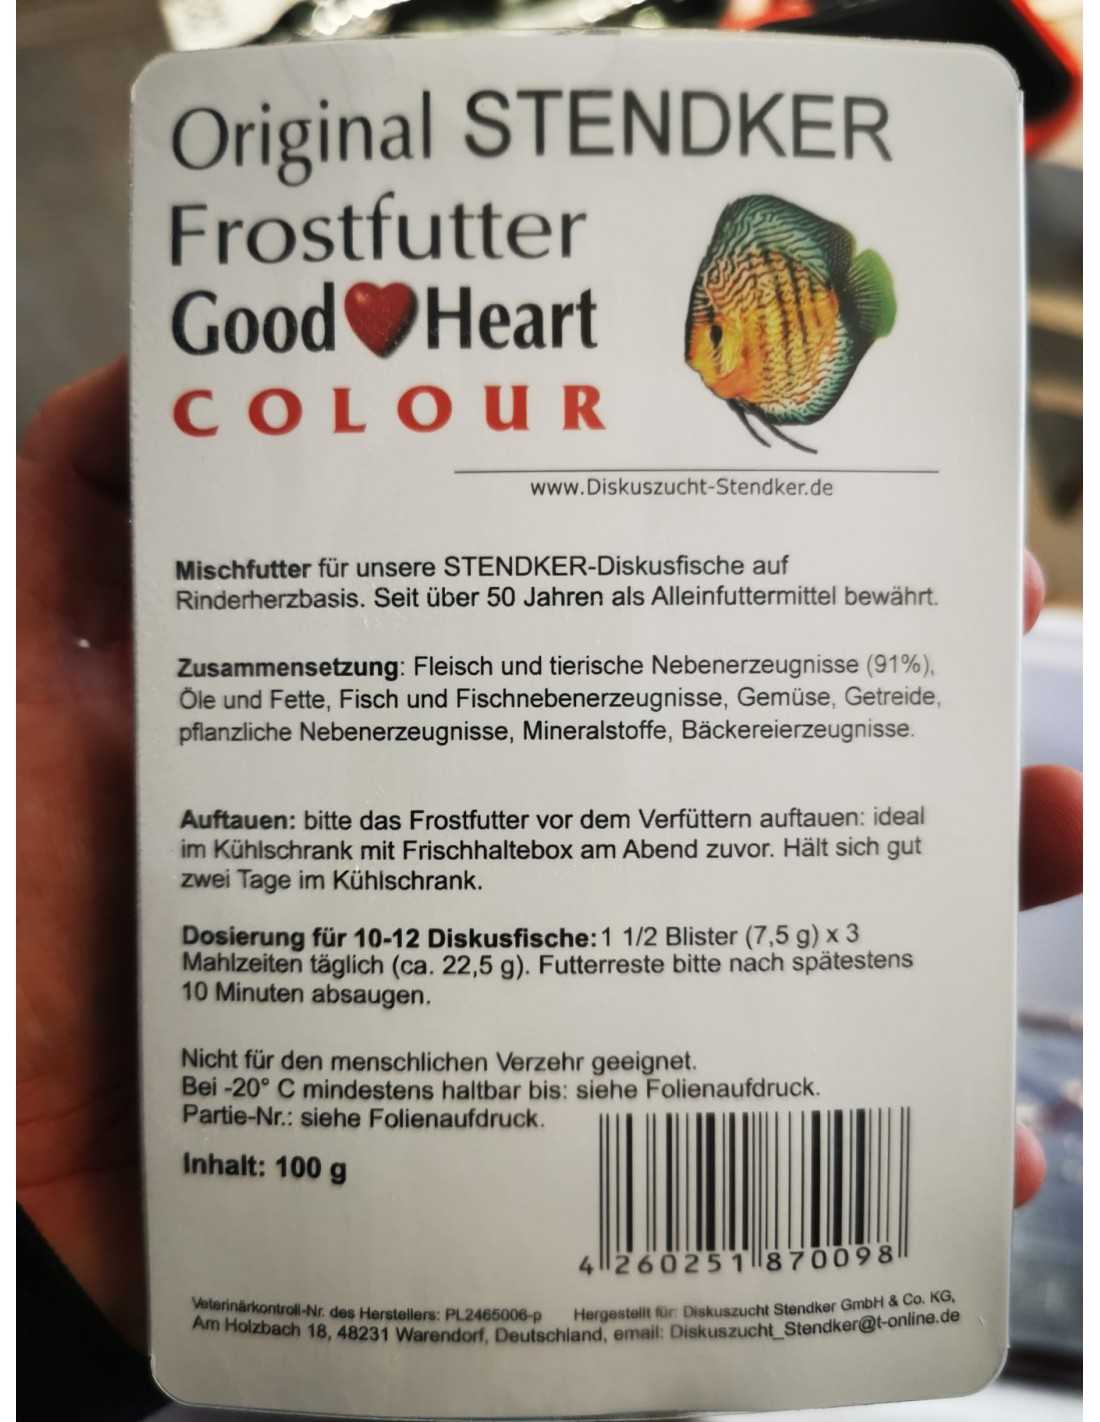 Original STENDKER
Frostfutter
Good Heart
COLOUR
www.Diskuszucht-Stendker.de
Mischfutter für unsere STENDKER-Diskusfische auf
Rinderherzbasis. Seit über 50 Jahren als Alleinfuttermittel bewährt.
Zusammensetzung: Fleisch und tierische Nebenerzeugnisse (91%),
Öle und Fette, Fisch und Fischnebenerzeugnisse, Gemüse, Getreide,
pflanzliche Nebenerzeugnisse, Mineralstoffe, Bäckereierzeugnisse.
Auftauen: bitte das Frostfutter vor dem Verfüttern auftauen: ideal
im Kühlschrank mit Frischhaltebox am Abend zuvor. Hält sich gut
zwei Tage im Kühlschrank.
Dosierung für 10-12 Diskusfische: 1 1/2 Blister (7,5 g) x 3
Mahlzeiten täglich (ca. 22,5 g). Futterreste bitte nach spätestens
10 Minuten absaugen.
Nicht für den menschlichen Verzehr geeignet.
Bei -20° C mindestens haltbar bis: siehe Folienaufdruck.
Partie-Nr.: siehe Folienaufdruck.
Inhalt: 100 g
4 260251 870098
Veterinärkontroll-Nr. des Herstellers: PL2465006-p Hergestellt für: Diskuszucht Stendker GmbH & Co. KG,
Am Holzbach 18, 48231 Warendorf, Deutschland, email: Diskuszucht_Stendker@t-online.de